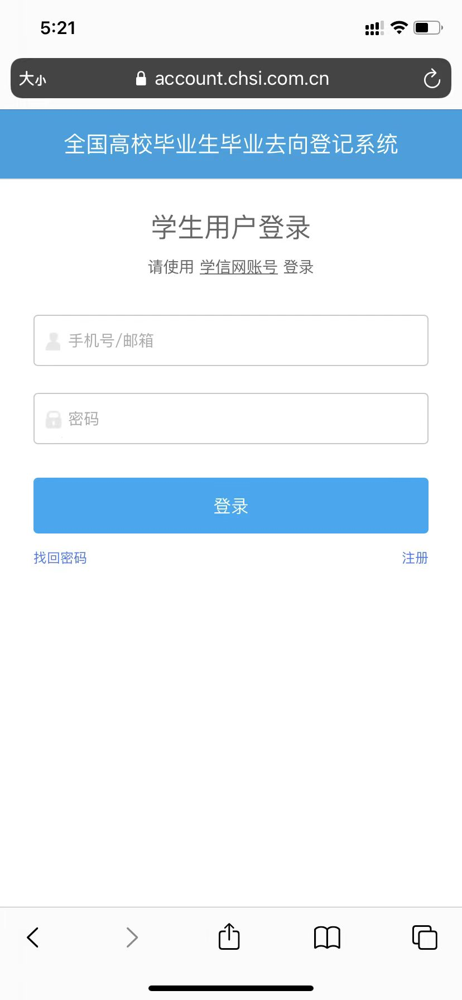 5:21
大小 account.chsi.com.cn
全国高校毕业生毕业去向登记系统
学生用户登录
请使用 学信网账号 登录
手机号/邮箱
密码
登录
找回密码 注册